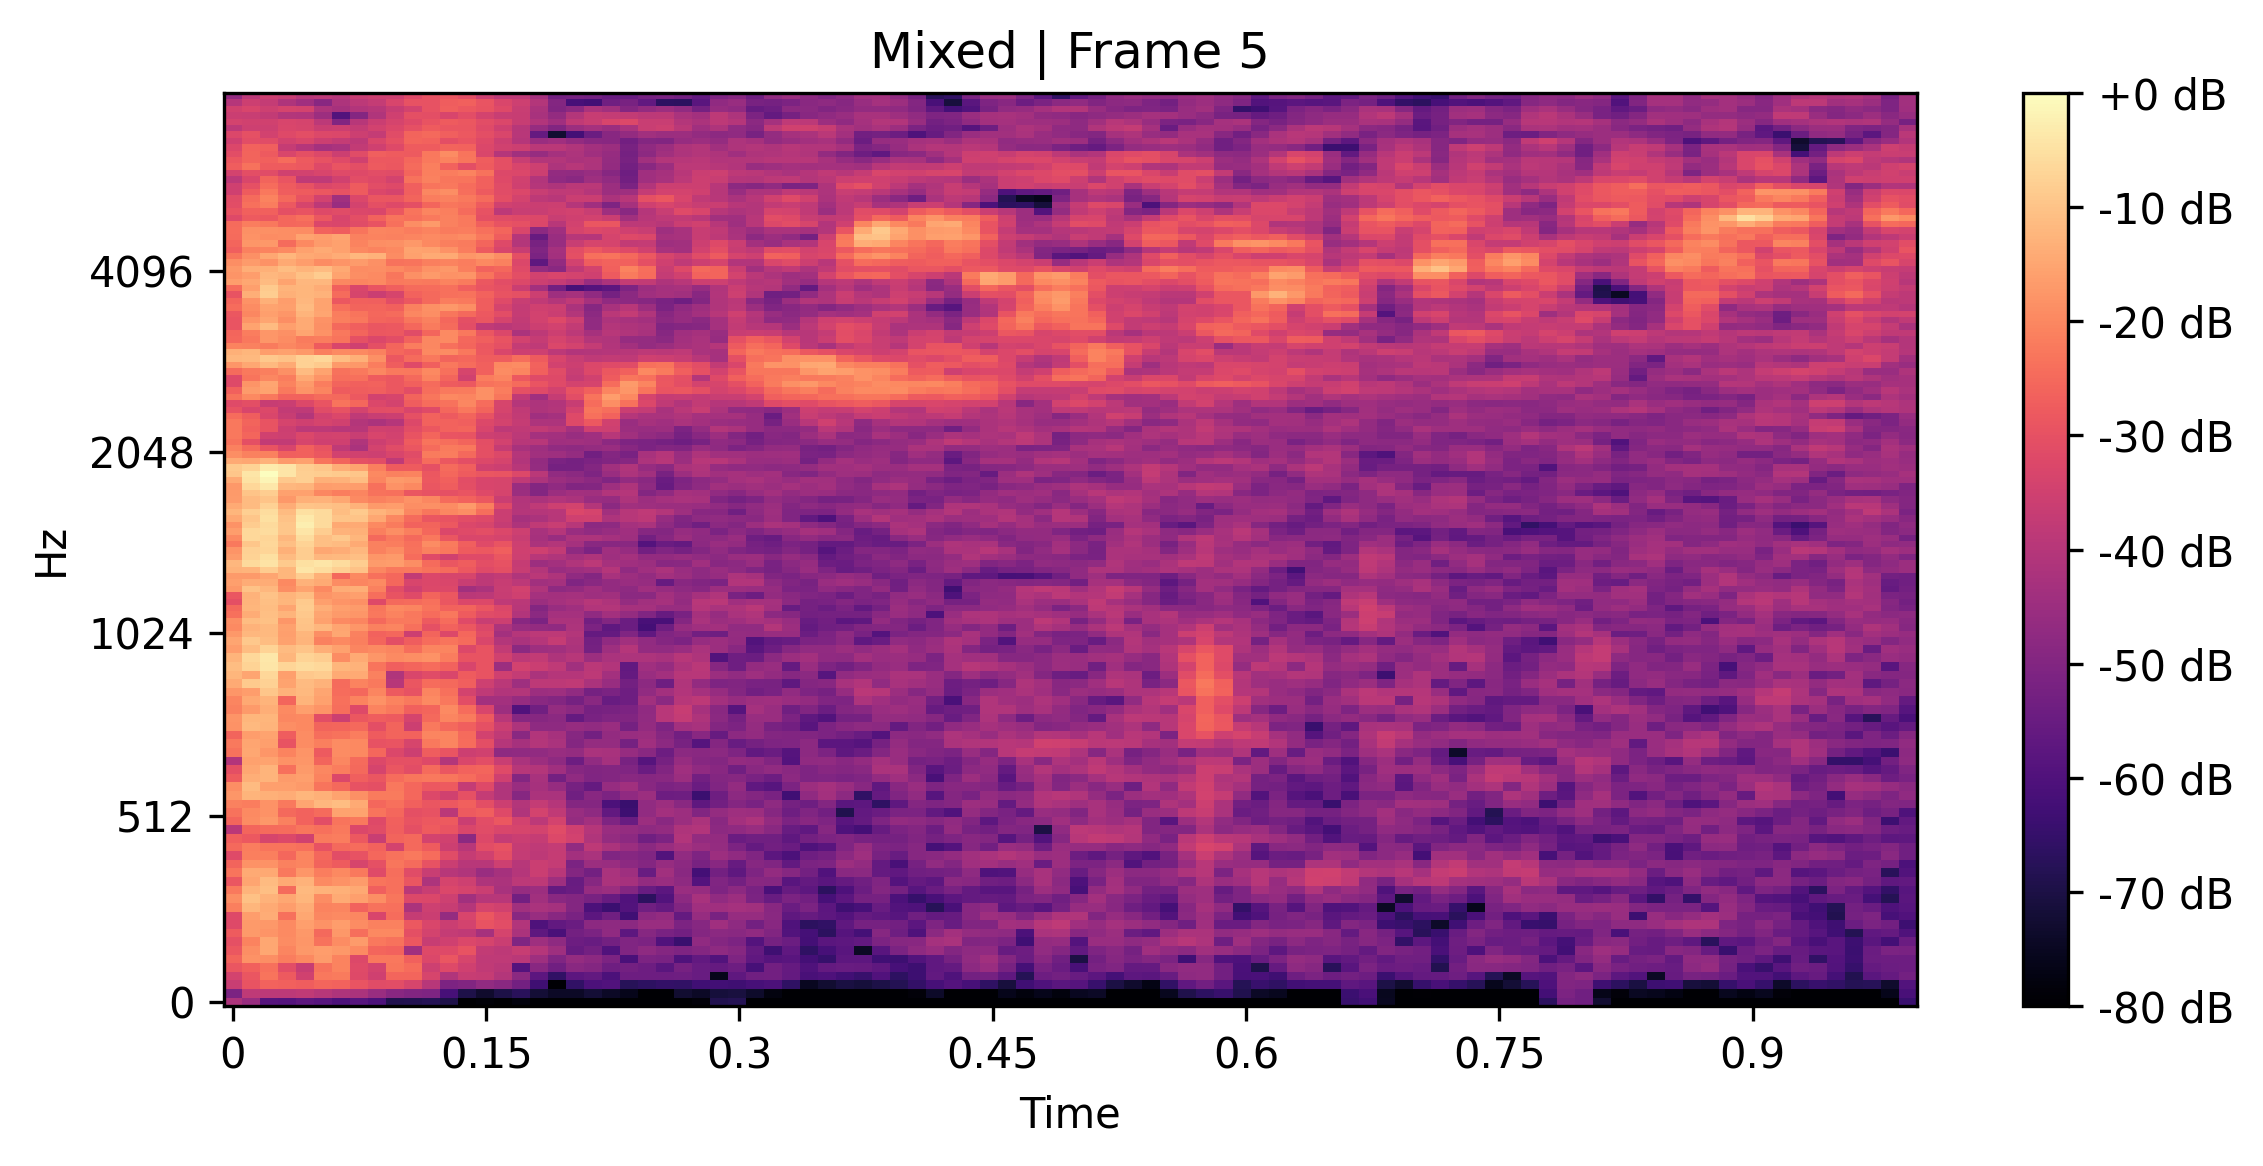 Mixed | Frame 5
Hz
4096
2048
1024
512
0
0 0.15 0.3 0.45 0.6 0.75 0.9
Time
+0 dB
-10 dB
-20 dB
-30 dB
-40 dB
-50 dB
-60 dB
-70 dB
-80 dB